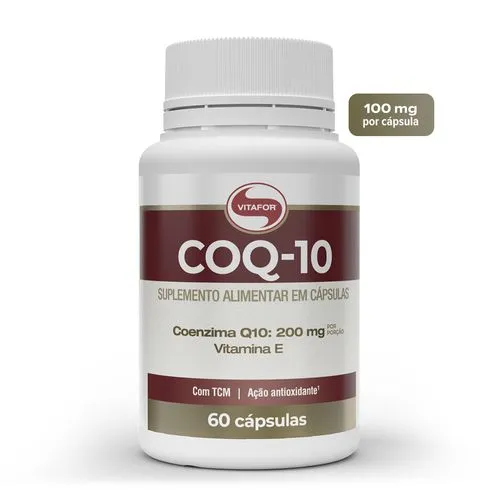 100 mg
por cápsula
VITAFOR
COQ-10
SUPLEMENTO ALIMENTAR EM CÁPSULAS
Coenzima Q10: 200 mg POR PORÇÃO
Vitamina E
Com TCM | Ação antioxidante¹
60 cápsulas